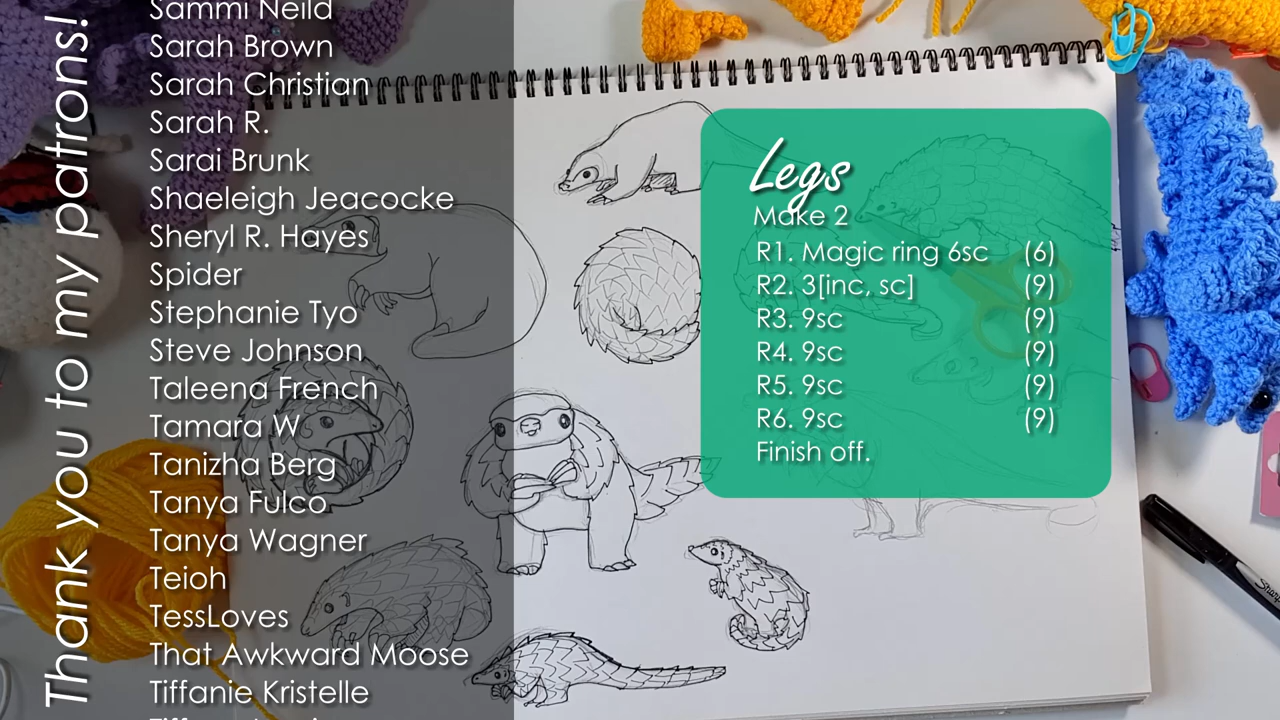 Thank you to my patrons!
Sammi Neild
Sarah Brown
Sarah Christian
Sarah R.
Sarai Brunk
Shaeleigh Jeacocke
Sheryl R. Hayes
Spider
Stephanie Tyo
Steve Johnson
Taleena French
Tamara W
Tanizha Berg
Tanya Fulco
Tanya Wagner
Teioh
TessLoves
That Awkward Moose
Tiffanie Kristelle
Legs
Make 2
R1. Magic ring 6sc (6)
R2. 3[inc, sc] (9)
R3. 9sc (9)
R4. 9sc (9)
R5. 9sc (9)
R6. 9sc (9)
Finish off.
Sharpie